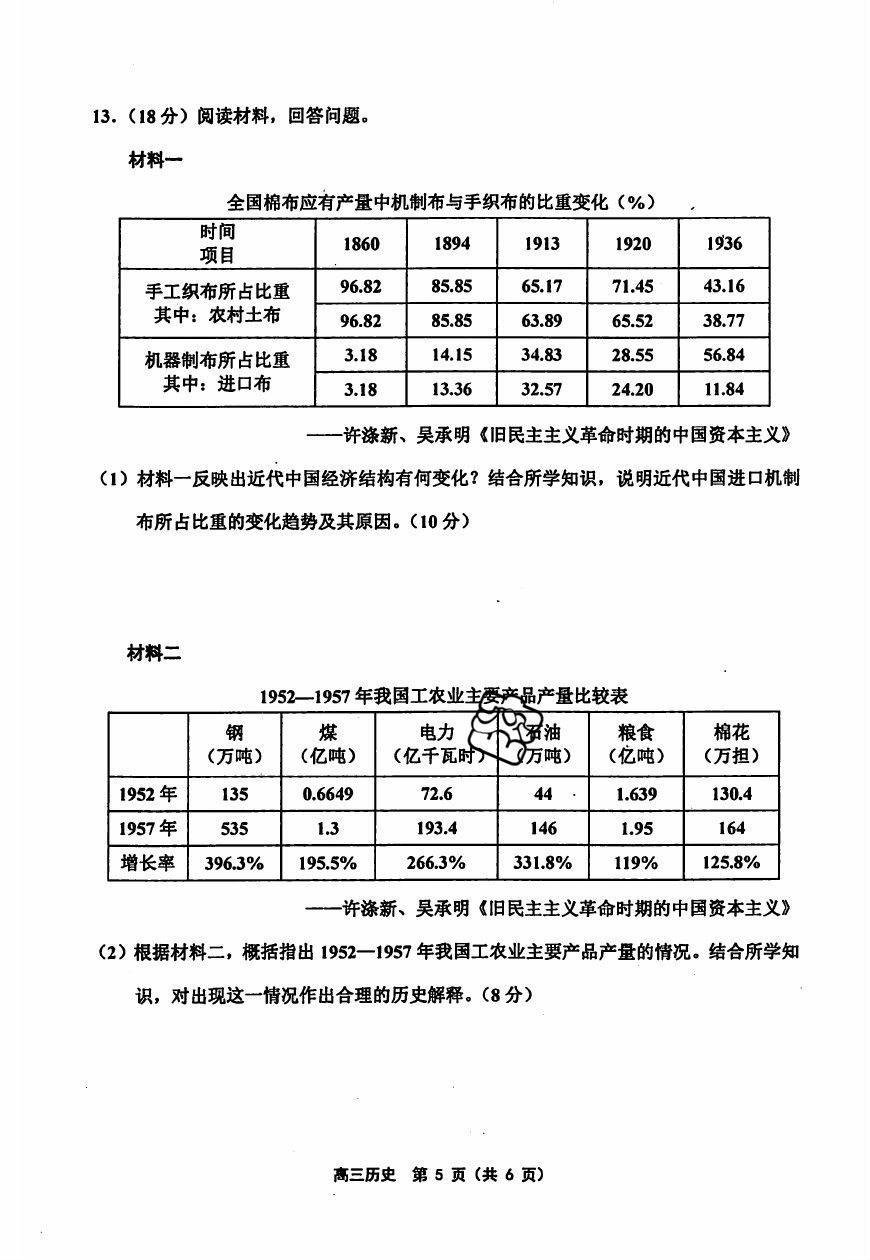 13.（18 分）阅读材料，回答问题。
材料一
全国棉布应有产量中机制布与手织布的比重变化（%）
时间
项目 1860 1894 1913 1920 1936
手工织布所占比重 96.82 85.85 65.17 71.45 43.16
其中：农村土布 96.82 85.85 63.89 65.52 38.77
机器制布所占比重 3.18 14.15 34.83 28.55 56.84
其中：进口布 3.18 13.36 32.57 24.20 11.84
——许涤新、吴承明《旧民主主义革命时期的中国资本主义》
（1）材料一反映出近代中国经济结构有何变化？结合所学知识，说明近代中国进口机制
布所占比重的变化趋势及其原因。（10 分）
材料二
1952—1957 年我国工农业主要产品产量比较表
钢 煤 电力 石油 粮食 棉花
（万吨） （亿吨） （亿千瓦时） （万吨） （亿吨） （万担）
1952 年 135 0.6649 72.6 44 1.639 130.4
1957 年 535 1.3 193.4 146 1.95 164
增长率 396.3% 195.5% 266.3% 331.8% 119% 125.8%
——许涤新、吴承明《旧民主主义革命时期的中国资本主义》
（2）根据材料二，概括指出 1952—1957 年我国工农业主要产品产量的情况。结合所学知
识，对出现这一情况作出合理的历史解释。（8 分）
高三历史 第 5 页（共 6 页）